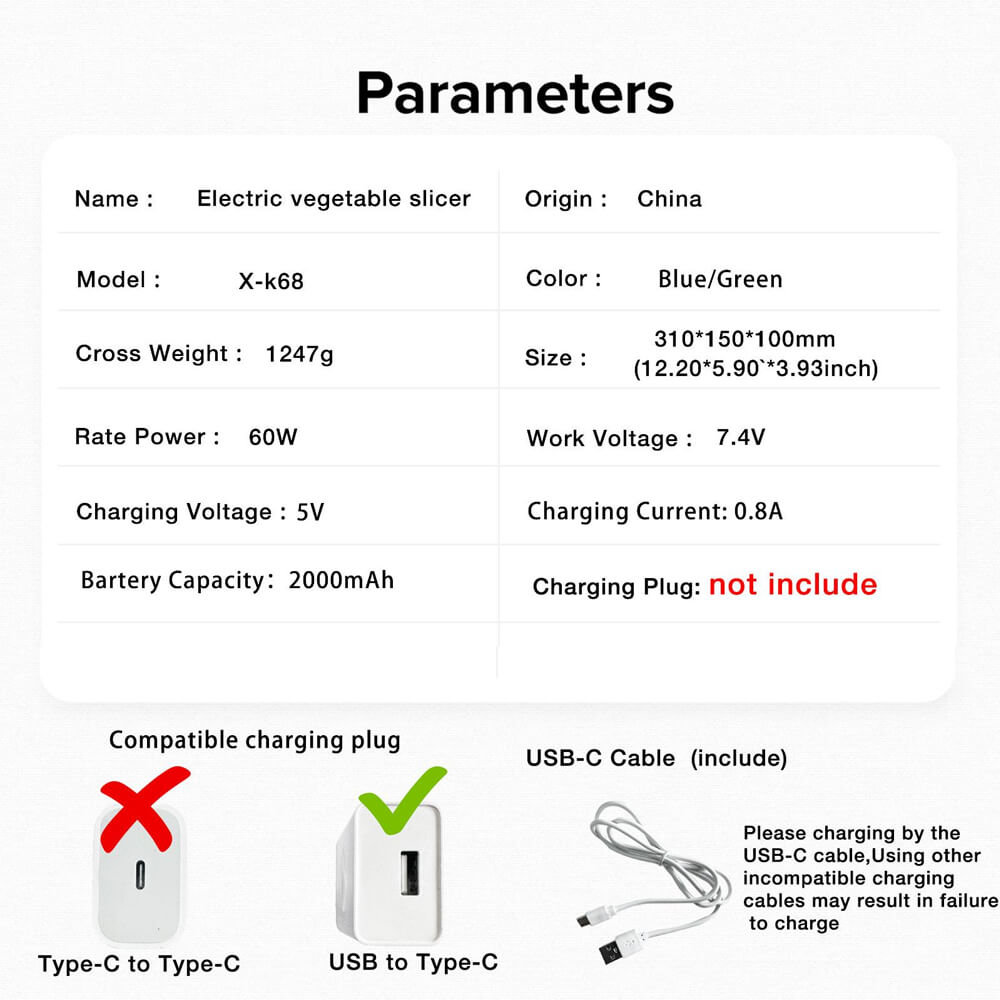 Parameters
Name : Electric vegetable slicer
Origin : China
Model : X-k68
Color : Blue/Green
Cross Weight : 1247g
Size : 310*150*100mm
(12.20*5.90`*3.93inch)
Rate Power : 60W
Work Voltage : 7.4V
Charging Voltage : 5V
Charging Current: 0.8A
Bartery Capacity: 2000mAh
Charging Plug: not include
Compatible charging plug
USB-C Cable (include)
Please charging by the
USB-C cable,Using other
incompatible charging
cables may result in failure
to charge
Type-C to Type-C
USB to Type-C